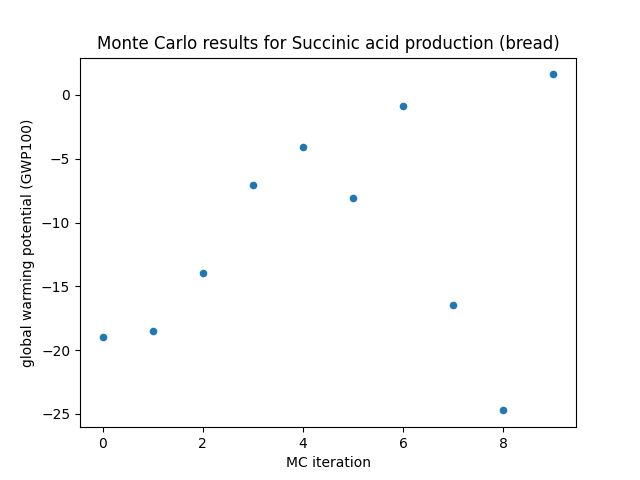 Monte Carlo results for Succinic acid production (bread)
global warming potential (GWP100)
0
−5
−10
−15
−20
−25
0 2 4 6 8
MC iteration